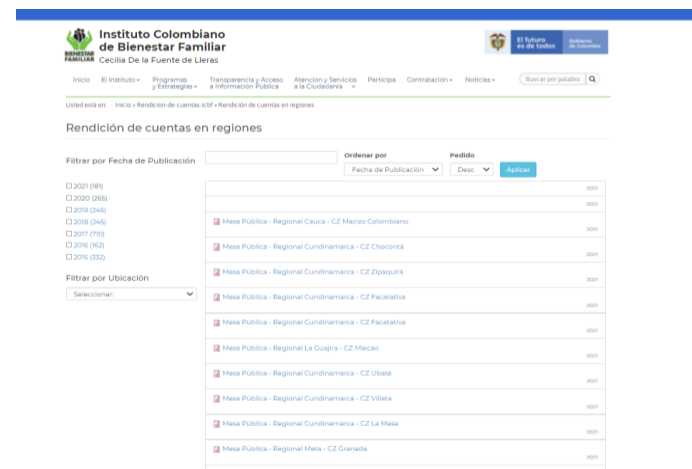 Instituto Colombiano
de Bienestar Familiar
Cecilia De la Fuente de Lleras
BIENESTAR
FAMILIAR
El futuro
es de todos
Gobierno
de Colombia
Inicio
El Instituto
Programas
y Estrategias
Transparencia y Acceso
a Información Pública
Atención y Servicios
a la Ciudadanía
Participa
Contratación
Noticias
Buscar por palabra
Usted está en: Inicio » Rendicion-de-cuentas-icbf » Rendición de cuentas en regiones
Rendición de cuentas en regiones
Filtrar por Fecha de Publicación
2021 (181)
2020 (265)
2019 (246)
2018 (245)
2017 (710)
2016 (162)
2015 (332)
Filtrar por Ubicación
Seleccionar:
Ordenar por
Fecha de Publicación
Pedido
Desc
Aplicar
2021
2021
Mesa Pública - Regional Cauca - CZ Macizo Colombiano
2021
Mesa Pública - Regional Cundinamarca - CZ Chocontá
2021
Mesa Pública - Regional Cundinamarca - CZ Zipaquirá
2021
Mesa Pública - Regional Cundinamarca - CZ Facatativa
2021
Mesa Pública - Regional Cundinamarca - CZ Facatativa
2021
Mesa Pública - Regional La Guajira - CZ Maicao
2021
Mesa Pública - Regional Cundinamarca - CZ Ubaté
2021
Mesa Pública - Regional Cundinamarca - CZ Villeta
2021
Mesa Pública - Regional Cundinamarca - CZ La Mesa
2021
Mesa Pública - Regional Meta - CZ Granada
2021